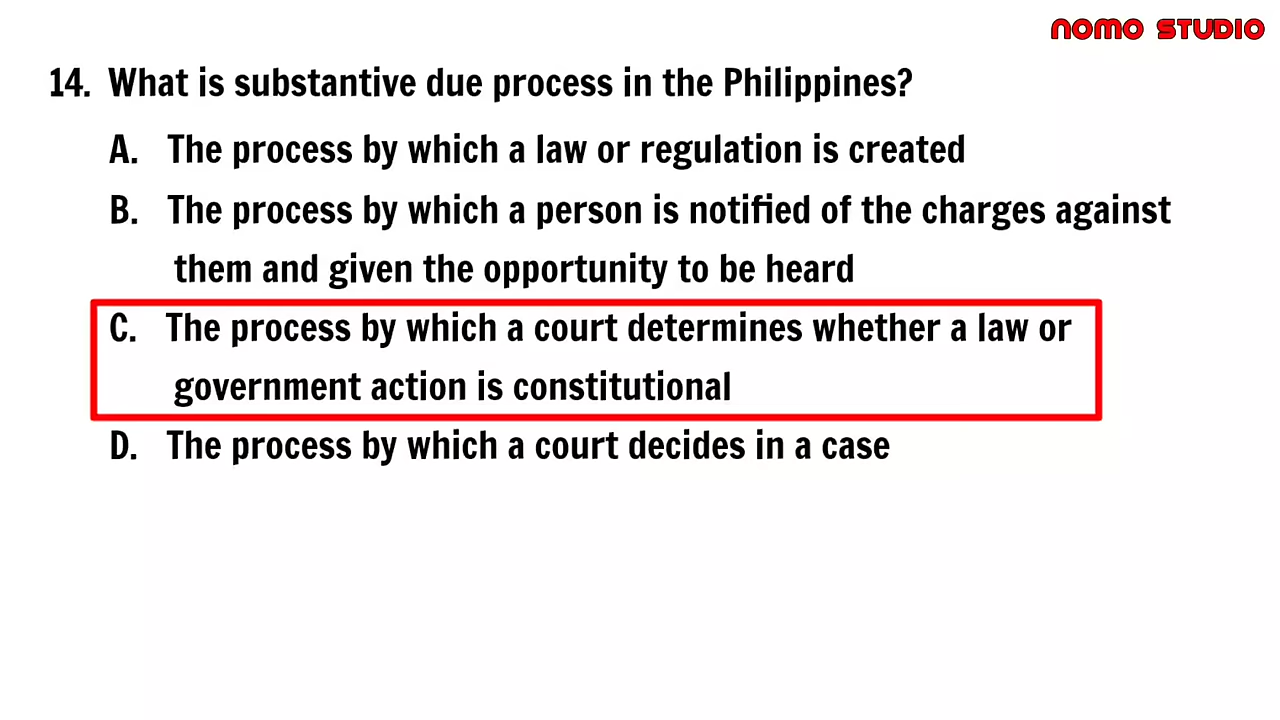 NOMO STUDIO
14. What is substantive due process in the Philippines?
A. The process by which a law or regulation is created
B. The process by which a person is notified of the charges against
them and given the opportunity to be heard
C. The process by which a court determines whether a law or
government action is constitutional
D. The process by which a court decides in a case